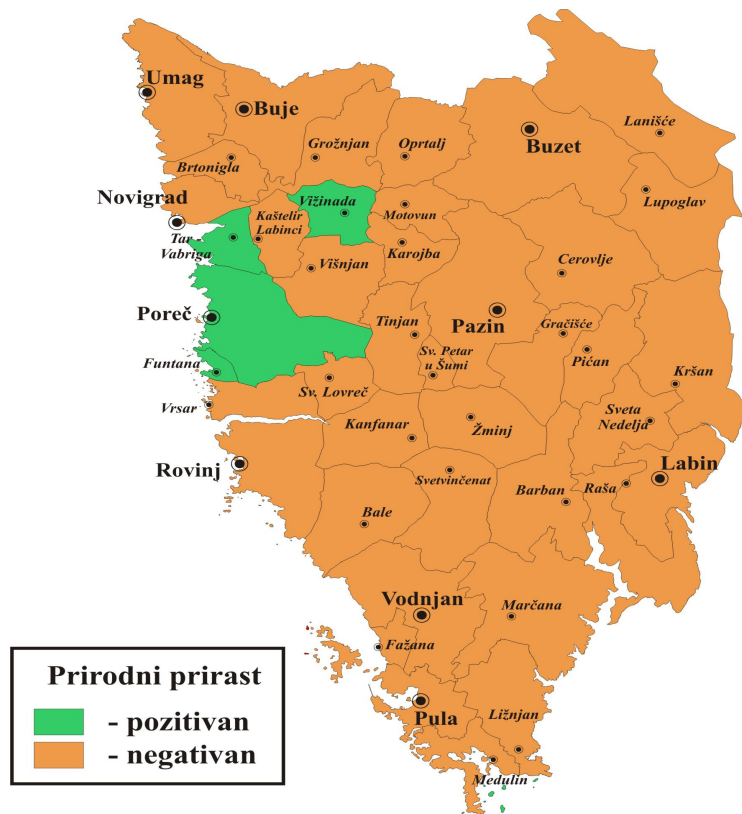 Umag
Buje
Grožnjan
Oprtalj
Buzet
Lanišće
Brtonigla
Novigrad
Vižinada
Motovun
Lupoglav
Kaštelir
Labinci
Tar -
Vabriga
Karojba
Višnjan
Cerovlje
Poreč
Tinjan
Pazin
Gračišće
Sv. Petar
u Šumi
Pićan
Funtana
Sv. Lovreč
Kršan
Vrsar
Kanfanar
Žminj
Sveta
Nedelja
Rovinj
Svetvinčenat
Labin
Barban
Raša
Bale
Vodnjan
Marčana
Fažana
Prirodni prirast
- pozitivan
- negativan
Pula
Ližnjan
Medulin